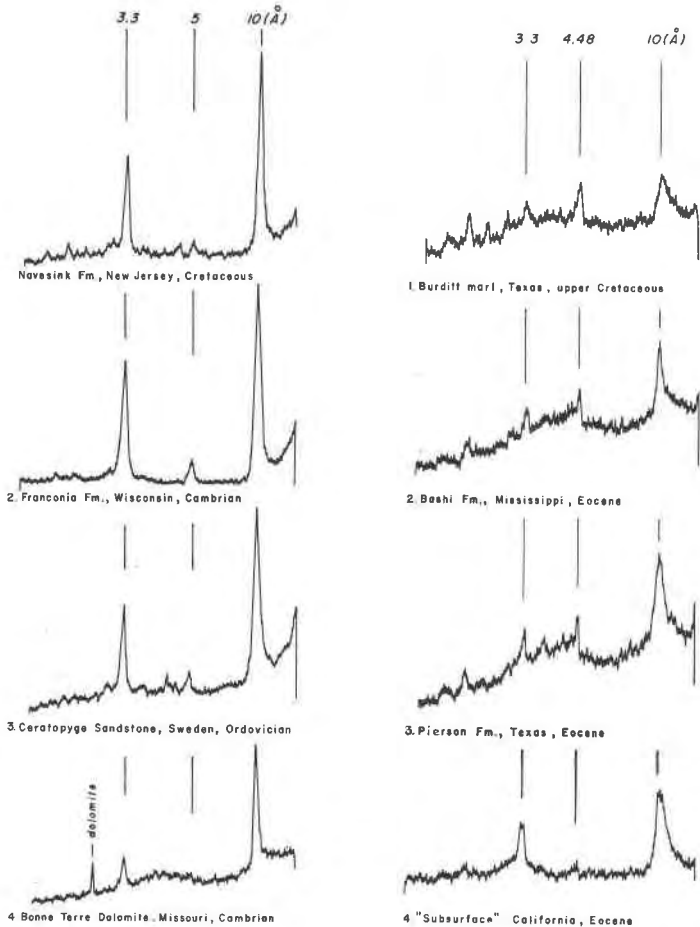 3.3 5 10(Å)
Navesink Fm., New Jersey, Cretaceous
2. Franconia Fm., Wisconsin, Cambrian
3. Ceratopyge Sandstone, Sweden, Ordovician
dolomite
4 Bonne Terre Dolomite, Missouri, Cambrian
3.3 4.48 10(Å)
1. Burditt marl, Texas, upper Cretaceous
2. Bashi Fm., Mississippi, Eocene
3. Pierson Fm., Texas, Eocene
4 "Subsurface" California, Eocene